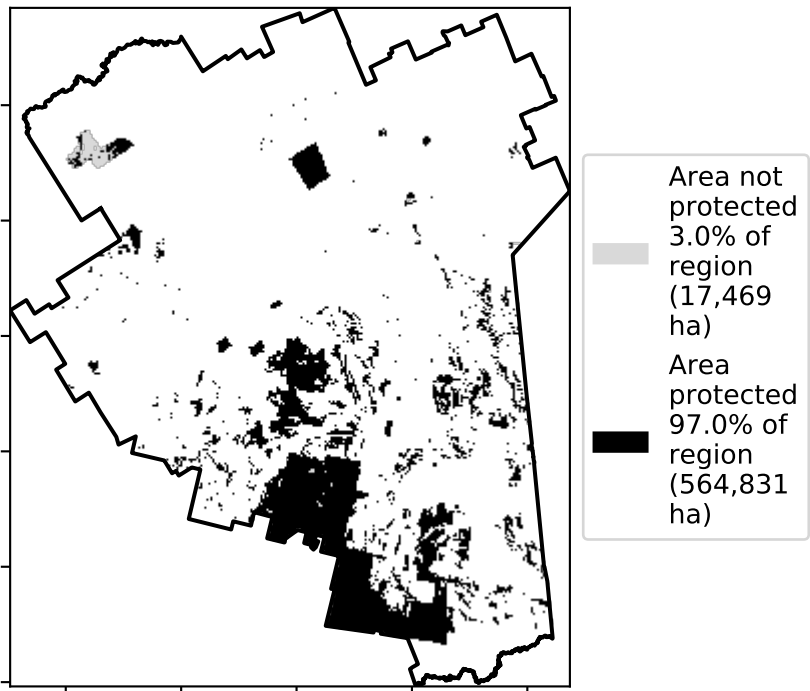 Area not
protected
3.0% of
region
(17,469
ha)
Area
protected
97.0% of
region
(564,831
ha)